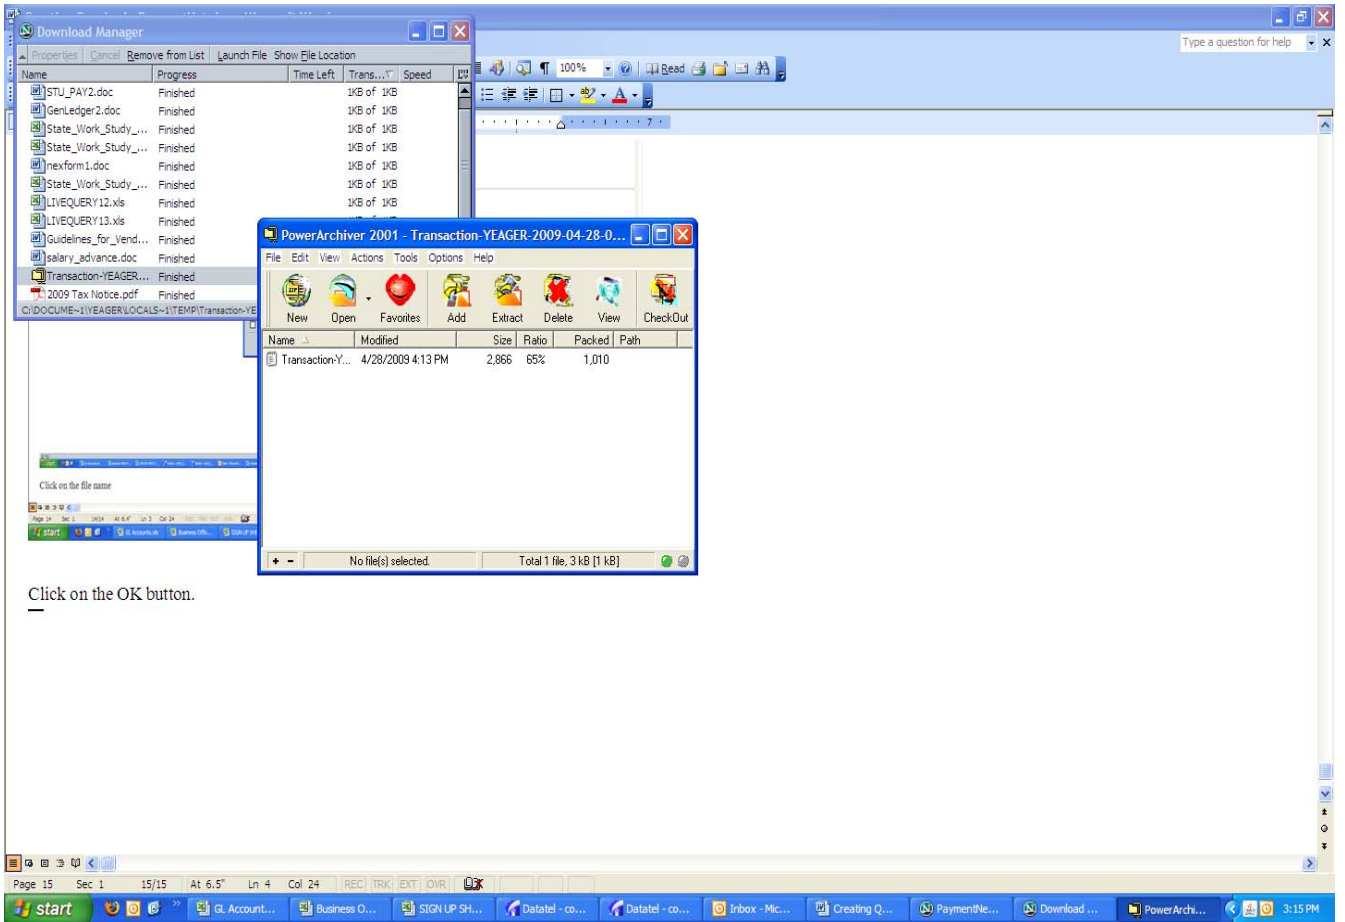 Download Manager
Properties Cancel Remove from List Launch File Show File Location
Name Progress Time Left Trans... Speed
STU_PAY2.doc Finished 1KB of 1KB
GenLedger2.doc Finished 1KB of 1KB
State_Work_Study_... Finished 1KB of 1KB
State_Work_Study_... Finished 1KB of 1KB
nexform1.doc Finished 1KB of 1KB
State_Work_Study_... Finished 1KB of 1KB
LIVEQUERY12.xls Finished 1KB of 1KB
LIVEQUERY13.xls Finished
Guidelines_for_Vend... Finished
salary_advance.doc Finished
Transaction-YEAGER... Finished
2009 Tax Notice.pdf Finished
C:\DOCUME~1\YEAGER\LOCALS~1\TEMP\Transaction-YE
Type a question for help
100% Read
7
PowerArchiver 2001 - Transaction-YEAGER-2009-04-28-0...
File Edit View Actions Tools Options Help
New Open Favorites Add Extract Delete View CheckOut
Name Modified Size Ratio Packed Path
Transaction-Y... 4/28/2009 4:13 PM 2,866 65% 1,010
No file(s) selected. Total 1 file, 3 kB [1 kB]
Click on the file name
start
Click on the OK button.
Page 15 Sec 1 15/15 At 6.5" Ln 4 Col 24 REC TRK EXT OVR
start GL Account... Business O... SIGN UP SH... Datatel - co... Datatel - co... Inbox - Mic... Creating Q... PaymentNe... Download ... PowerArchi... 3:15 PM